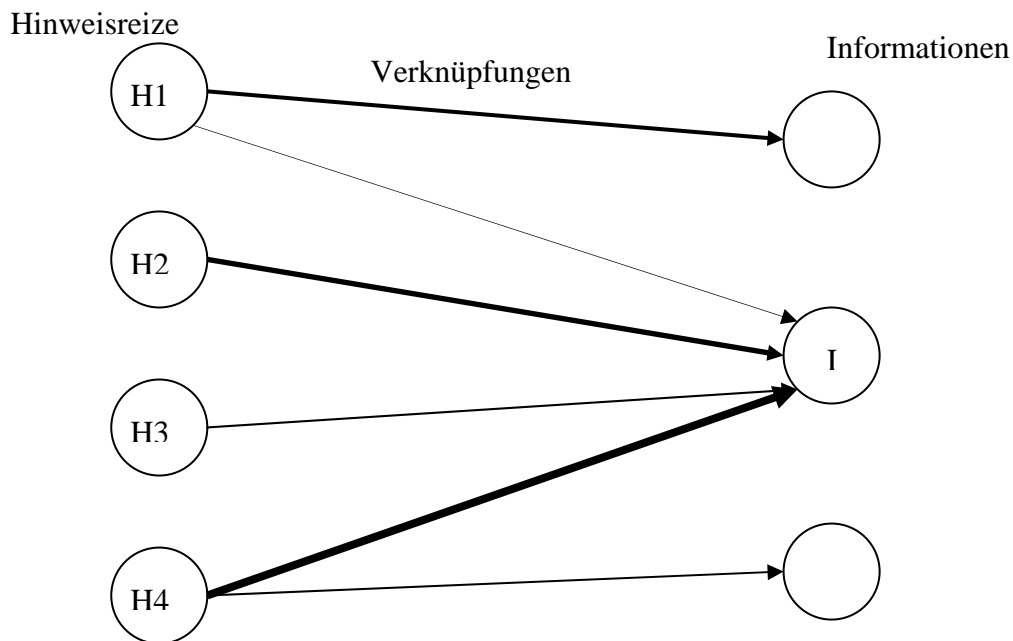 Hinweisreize
Informationen
Verknüpfungen
H1
H2
I
H3
H4